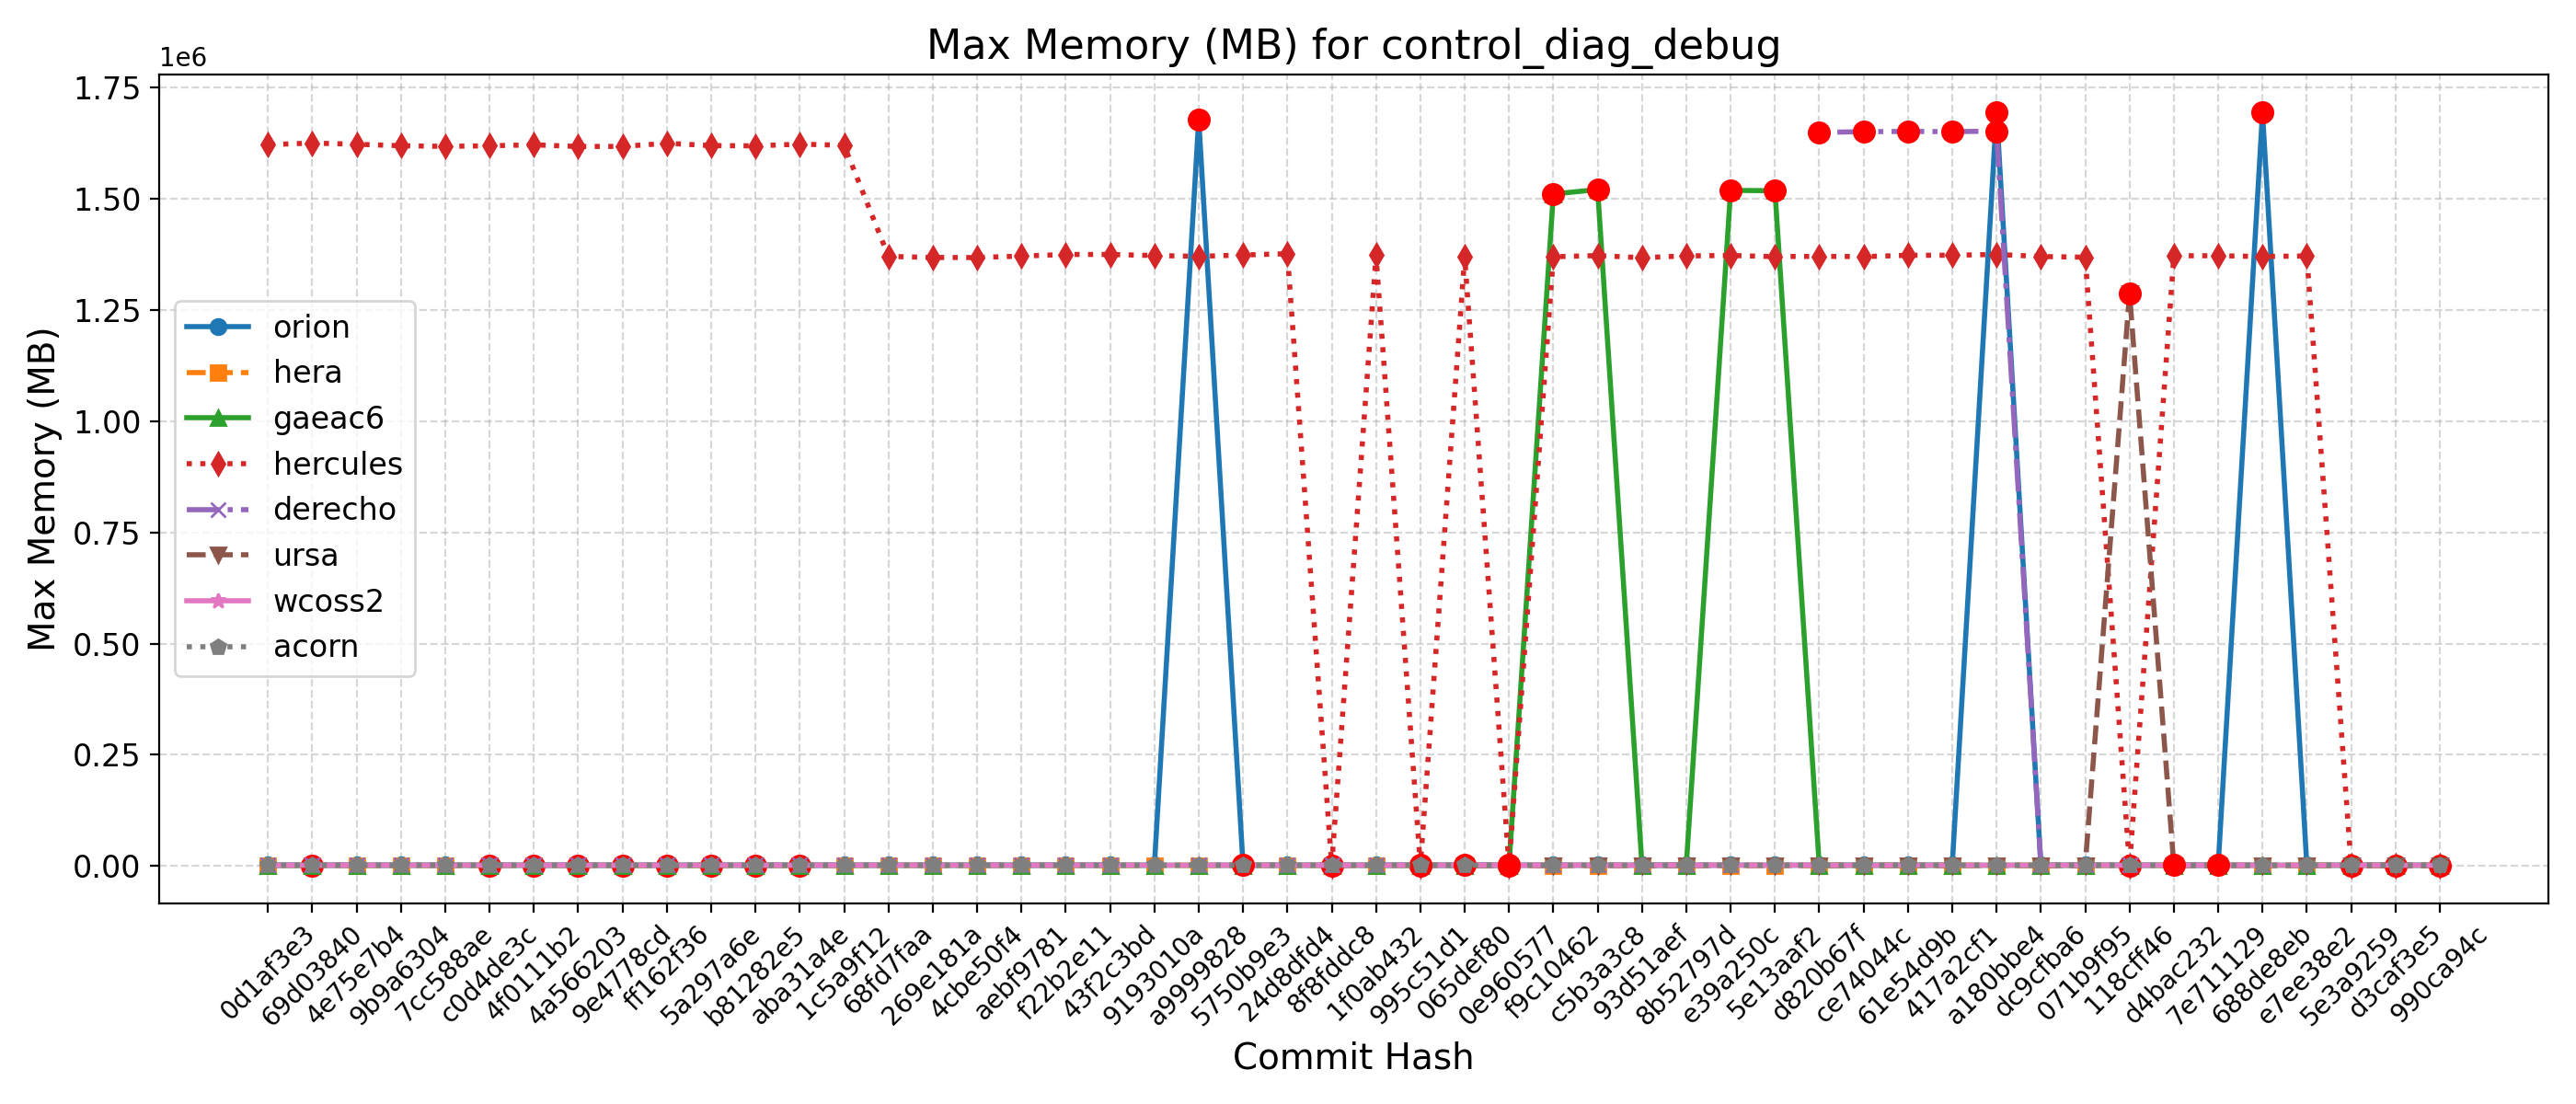 Max Memory (MB) for control_diag_debug
1e6
1.75
1.50
1.25
1.00
0.75
0.50
0.25
0.00
Max Memory (MB)
orion
hera
gaeac6
hercules
derecho
ursa
wcoss2
acorn
0d1af3e3
69d03840
4e75e7b4
9b9a6304
7cc588ae
c0d4de3c
4f0111b2
4a566203
9e4778cd
ff162f36
5a297a6e
b81282e5
aba31a4e
1c5a9f12
68fd7faa
269e181a
4cbe50f4
aebf9781
f22b2e11
43f2c3bd
9193010a
a9999828
5750b9e3
24d8dfd4
8f8fddc8
1f0ab432
995c51d1
065def80
0e960577
f9c10462
c5b3a3c8
93d51aef
8b52797d
e39a250c
5e13aaf2
d820b67f
ce74044c
61e54d9b
417a2cf1
a180bbe4
dc9cfba6
071b9f95
118cff46
d4bac232
7e711129
688de8eb
e7ee38e2
5e3a9259
d3caf3e5
990ca94c
Commit Hash